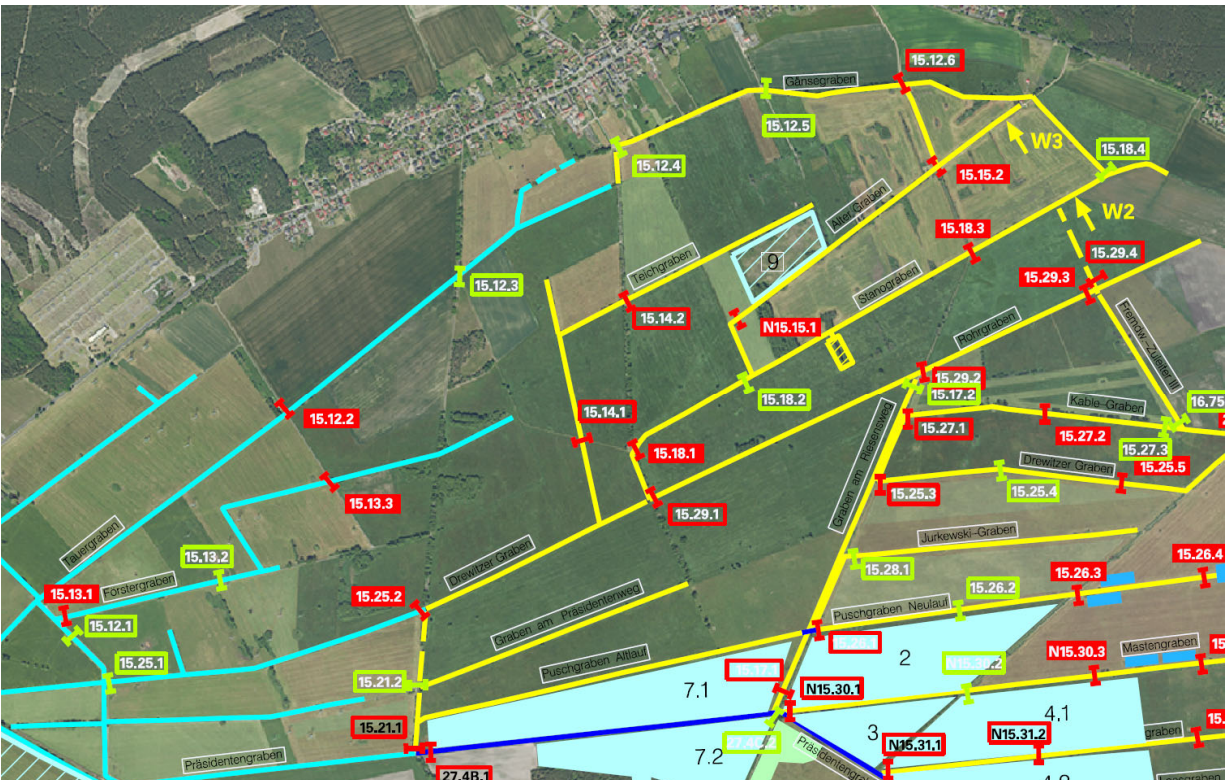 15.12.6
Gänsegraben
15.12.5
W3
15.12.4
15.18.4
15.15.2
Alter Graben
W2
15.18.3
Teichgraben
9
15.29.4
15.12.3
Stanograben
15.29.3
15.14.2
N15.15.1
Rohrgraben
Fremdw.-Zuleiter III
15.29.2
15.18.2
15.17.2
16.75
Kable-Graben
15.12.2
15.14.1
15.27.1
15.27.2
15.27.3
15.18.1
Graben am Riesensweg
Drewitzer Graben
15.25.5
15.13.3
15.25.3
15.25.4
15.29.1
Tauergraben
Jurkewski-Graben
15.13.2
Drewitzer Graben
15.28.1
15.26.4
Forstergraben
15.26.3
15.13.1
15.25.2
Graben am Präsidentenweg
15.26.2
15.12.1
Puschgraben Neulauf
Mastengraben
15.25.1
Puschgraben Altlauf
2
N15.30.2
N15.30.3
15.21.2
7.1
N15.30.1
4.1
15.21.1
3
N15.31.2
N15.31.1
Präsidentengraben
7.2
27.4B.1